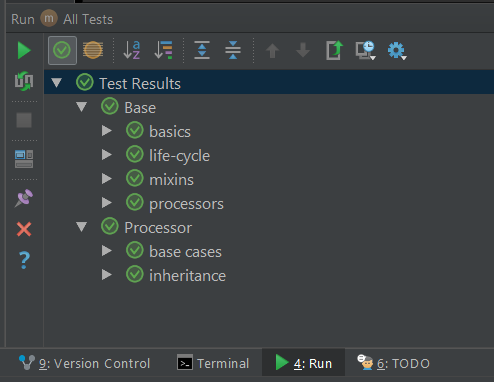 Run m All Tests
Test Results
Base
basics
life-cycle
mixins
processors
Processor
base cases
inheritance
9: Version Control Terminal 4: Run 6: TODO